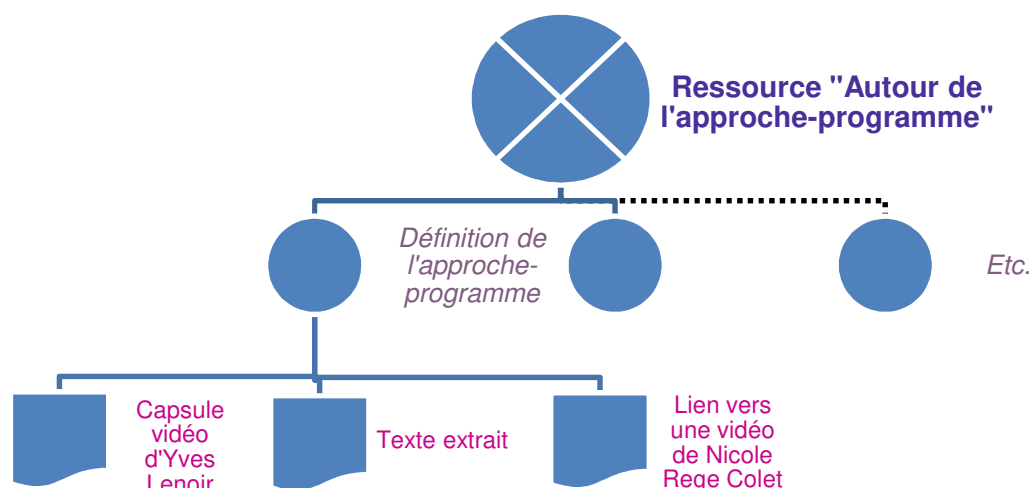 Ressource "Autour de
l'approche-programme"
Définition de
l'approche-
programme
Etc.
Capsule
vidéo
d'Yves
Lenoir
Texte extrait
Lien vers
une vidéo
de Nicole
Rege Colet